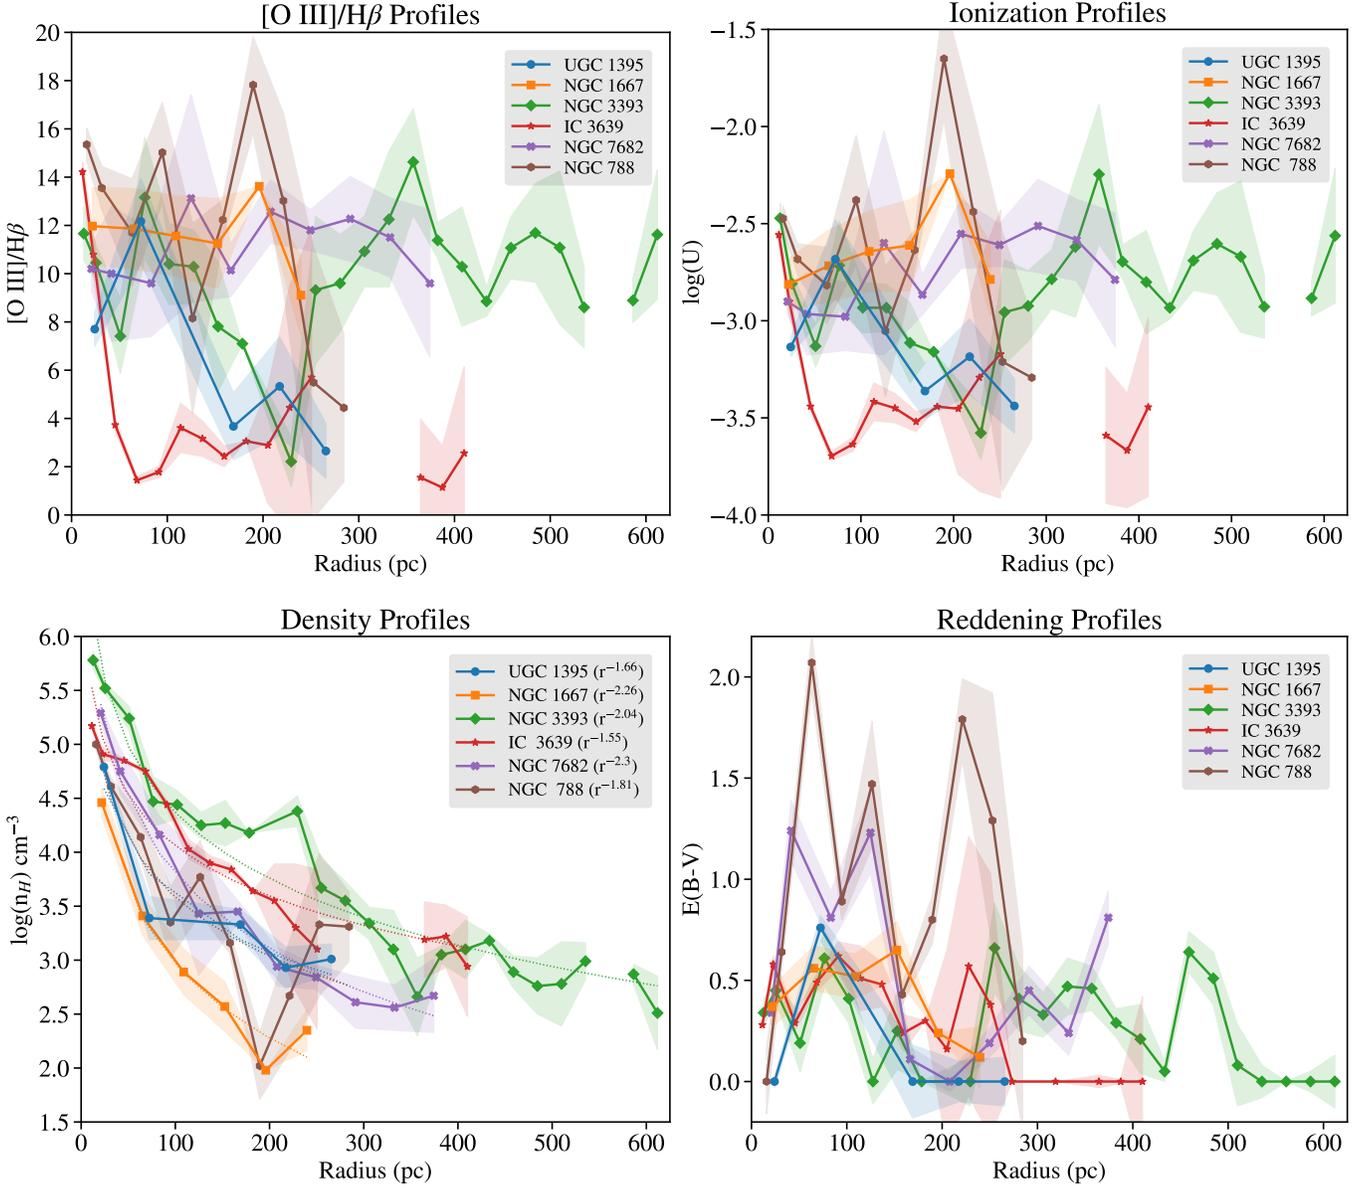 [O III]/Hβ Profiles
20
18
16
14
12
10
8
6
4
2
0
[O III]/Hβ
UGC 1395
NGC 1667
NGC 3393
IC 3639
NGC 7682
NGC 788
0 100 200 300 400 500 600
Radius (pc)
Ionization Profiles
−1.5
−2.0
−2.5
−3.0
−3.5
−4.0
log(U)
UGC 1395
NGC 1667
NGC 3393
IC 3639
NGC 7682
NGC 788
0 100 200 300 400 500 600
Radius (pc)
Density Profiles
6.0
5.5
5.0
4.5
4.0
3.5
3.0
2.5
2.0
1.5
log(n_H) cm^−3
UGC 1395 (r^−1.66)
NGC 1667 (r^−2.26)
NGC 3393 (r^−2.04)
IC 3639 (r^−1.55)
NGC 7682 (r^−2.3)
NGC 788 (r^−1.81)
0 100 200 300 400 500 600
Radius (pc)
Reddening Profiles
2.0
1.5
1.0
0.5
0.0
E(B-V)
UGC 1395
NGC 1667
NGC 3393
IC 3639
NGC 7682
NGC 788
0 100 200 300 400 500 600
Radius (pc)